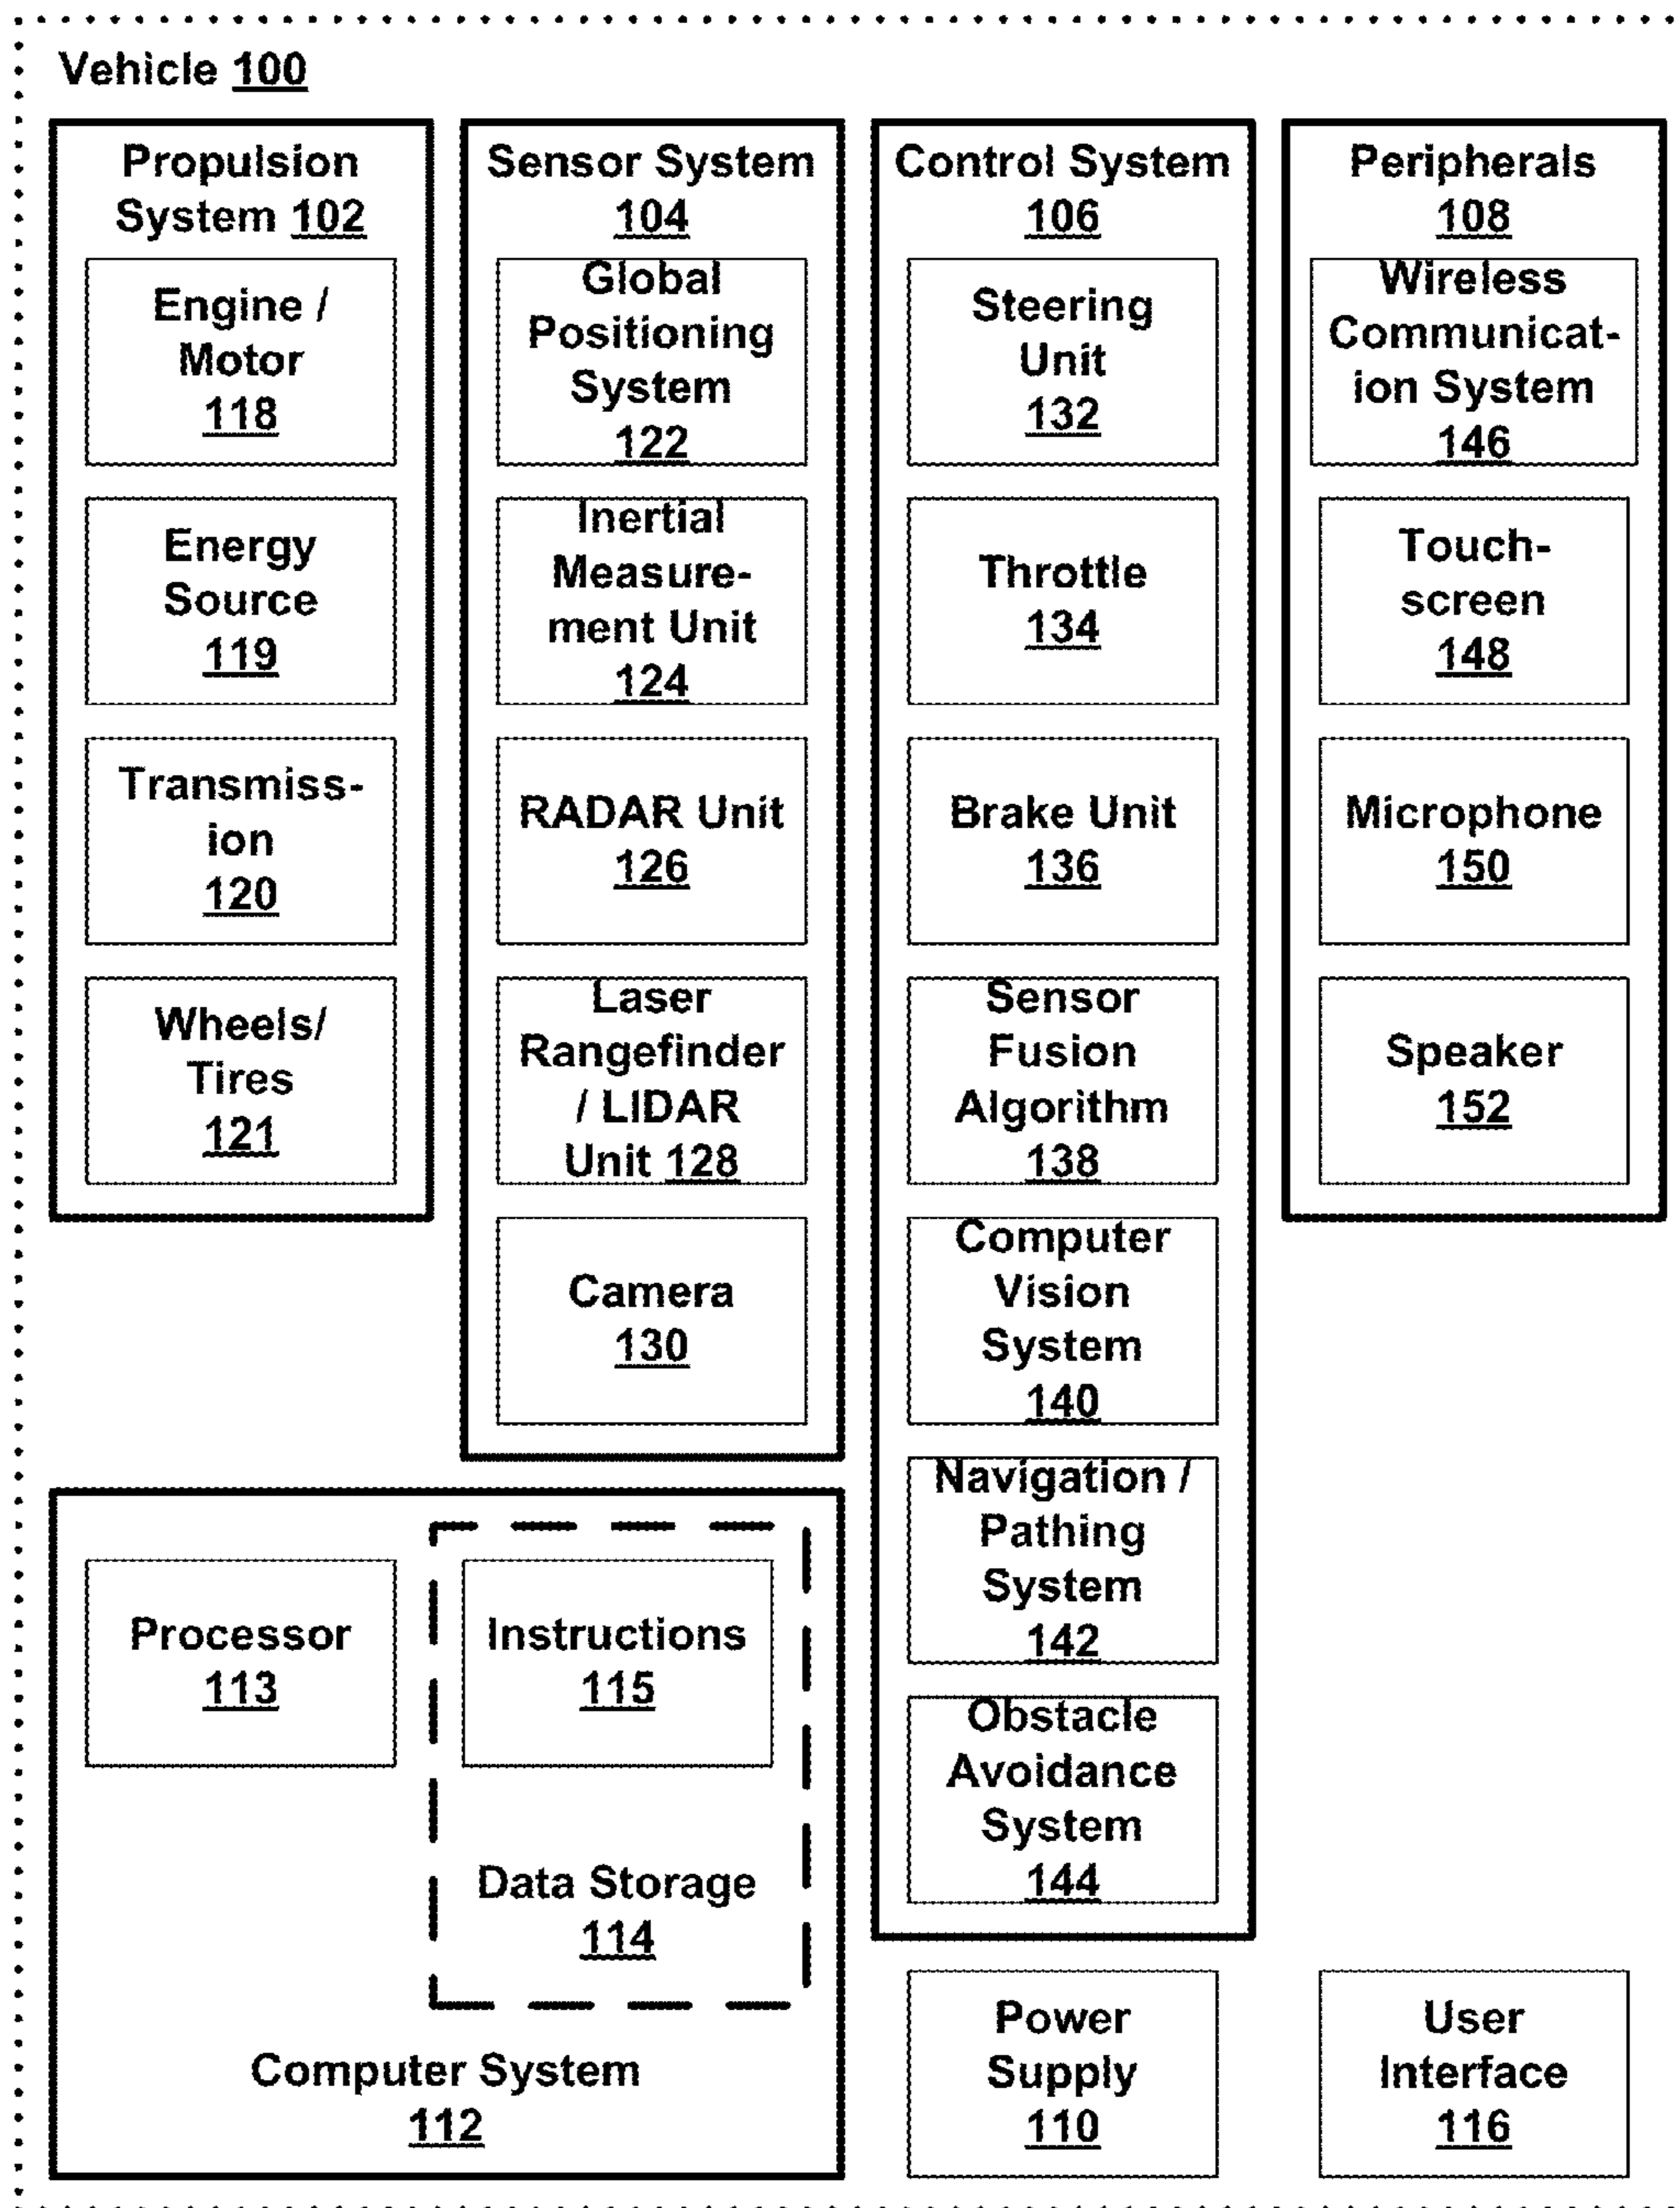 Vehicle 100
Propulsion
System 102
Engine /
Motor
118
Energy
Source
119
Transmiss-
ion
120
Wheels/
Tires
121
Sensor System
104
Global
Positioning
System
122
Inertial
Measure-
ment Unit
124
RADAR Unit
126
Laser
Rangefinder
/ LIDAR
Unit 128
Camera
130
Control System
106
Steering
Unit
132
Throttle
134
Brake Unit
136
Sensor
Fusion
Algorithm
138
Computer
Vision
System
140
Navigation /
Pathing
System
142
Obstacle
Avoidance
System
144
Peripherals
108
Wireless
Communicat-
ion System
146
Touch-
screen
148
Microphone
150
Speaker
152
Processor
113
Instructions
115
Data Storage
114
Computer System
112
Power
Supply
110
User
Interface
116